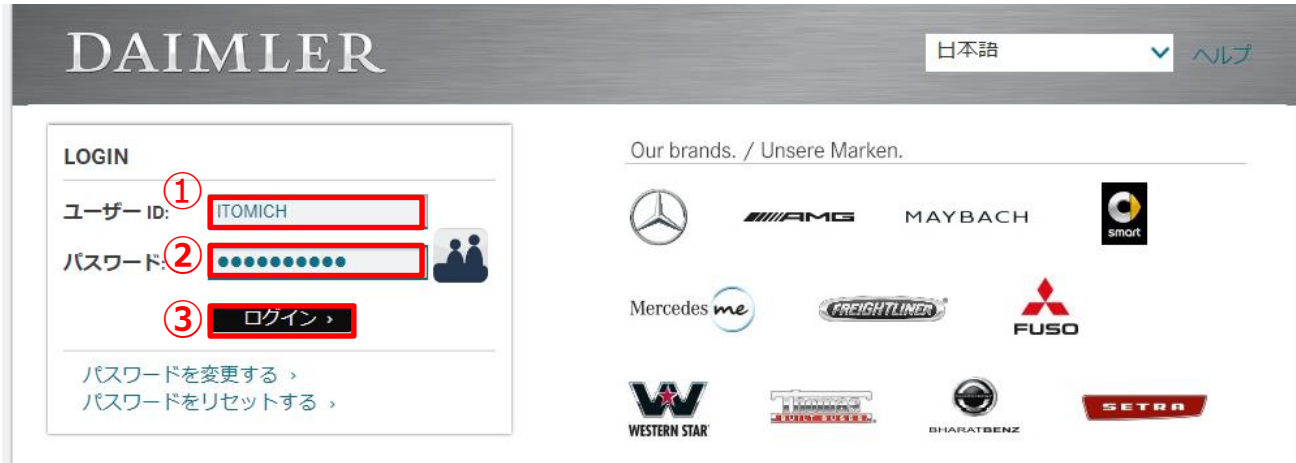 DAIMLER
日本語
ヘルプ
LOGIN
① ユーザー ID: ITOMICH
② パスワード: ●●●●●●●●●●
③ ログイン ›
パスワードを変更する ›
パスワードをリセットする ›
Our brands. / Unsere Marken.
AMG MAYBACH smart
Mercedes me FREIGHTLINER FUSO
WESTERN STAR THOMAS BUILT BUSES. BHARATBENZ SETRA